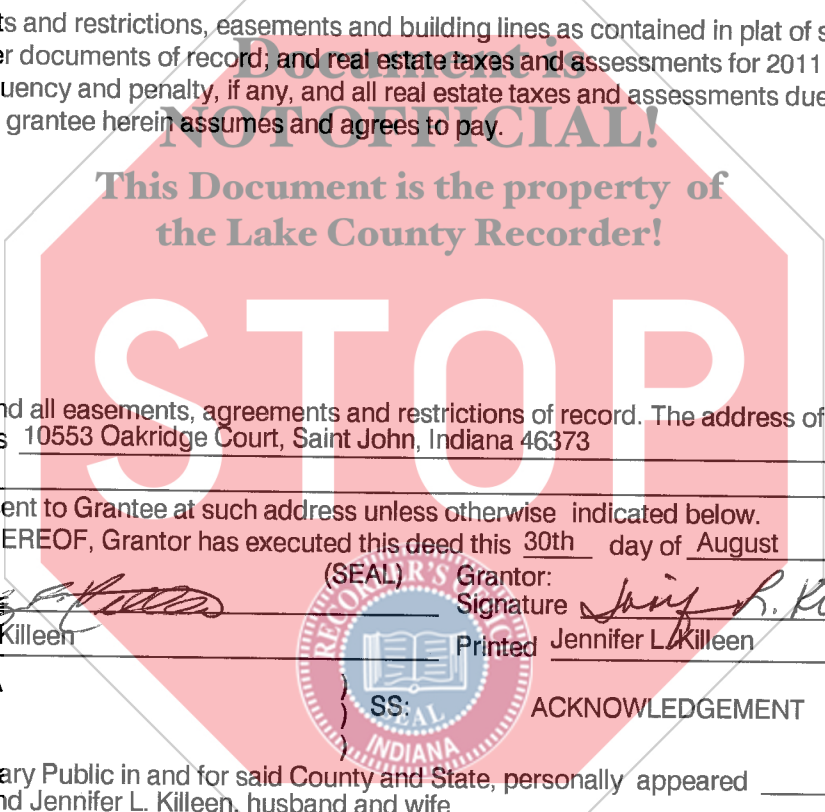 ts and restrictions, easements and building lines as contained in plat of s
er documents of record; and real estate taxes and assessments for 2011
uency and penalty, if any, and all real estate taxes and assessments due
grantee herein assumes and agrees to pay.
Document is
NOT OFFICIAL!
This Document is the property of
the Lake County Recorder!
STOP
nd all easements, agreements and restrictions of record. The address of
s 10553 Oakridge Court, Saint John, Indiana 46373
ent to Grantee at such address unless otherwise indicated below.
EREOF, Grantor has executed this deed this 30th day of August
(SEAL) Grantor:
Signature
Killeen Printed Jennifer L. Killeen
) SS: ACKNOWLEDGEMENT
)
)
SEAL
INDIANA
ary Public in and for said County and State, personally appeared
nd Jennifer L. Killeen, husband and wife